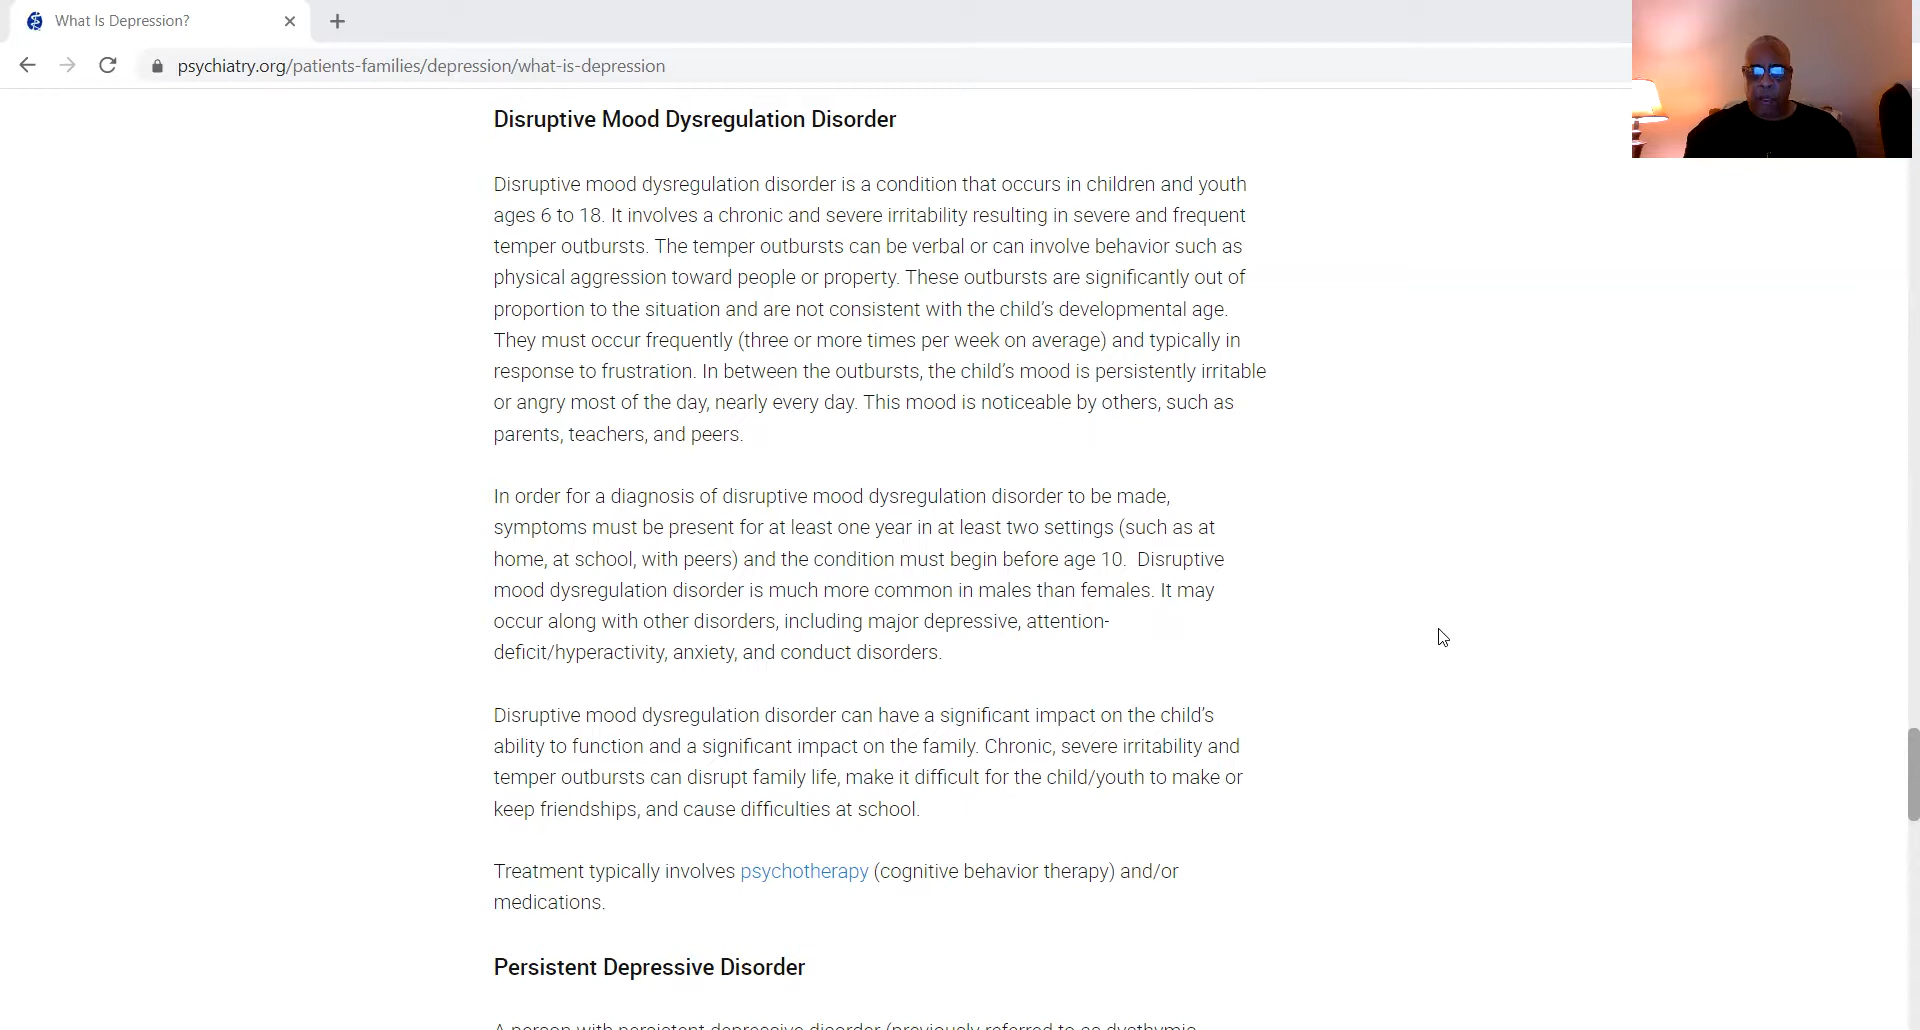 What Is Depression?
psychiatry.org/patients-families/depression/what-is-depression
Disruptive Mood Dysregulation Disorder
Disruptive mood dysregulation disorder is a condition that occurs in children and youth
ages 6 to 18. It involves a chronic and severe irritability resulting in severe and frequent
temper outbursts. The temper outbursts can be verbal or can involve behavior such as
physical aggression toward people or property. These outbursts are significantly out of
proportion to the situation and are not consistent with the child’s developmental age.
They must occur frequently (three or more times per week on average) and typically in
response to frustration. In between the outbursts, the child’s mood is persistently irritable
or angry most of the day, nearly every day. This mood is noticeable by others, such as
parents, teachers, and peers.
In order for a diagnosis of disruptive mood dysregulation disorder to be made,
symptoms must be present for at least one year in at least two settings (such as at
home, at school, with peers) and the condition must begin before age 10.  Disruptive
mood dysregulation disorder is much more common in males than females. It may
occur along with other disorders, including major depressive, attention-
deficit/hyperactivity, anxiety, and conduct disorders.
Disruptive mood dysregulation disorder can have a significant impact on the child’s
ability to function and a significant impact on the family. Chronic, severe irritability and
temper outbursts can disrupt family life, make it difficult for the child/youth to make or
keep friendships, and cause difficulties at school.
Treatment typically involves psychotherapy (cognitive behavior therapy) and/or
medications.
Persistent Depressive Disorder
A person with persistent depressive disorder (previously referred to as dysthymic